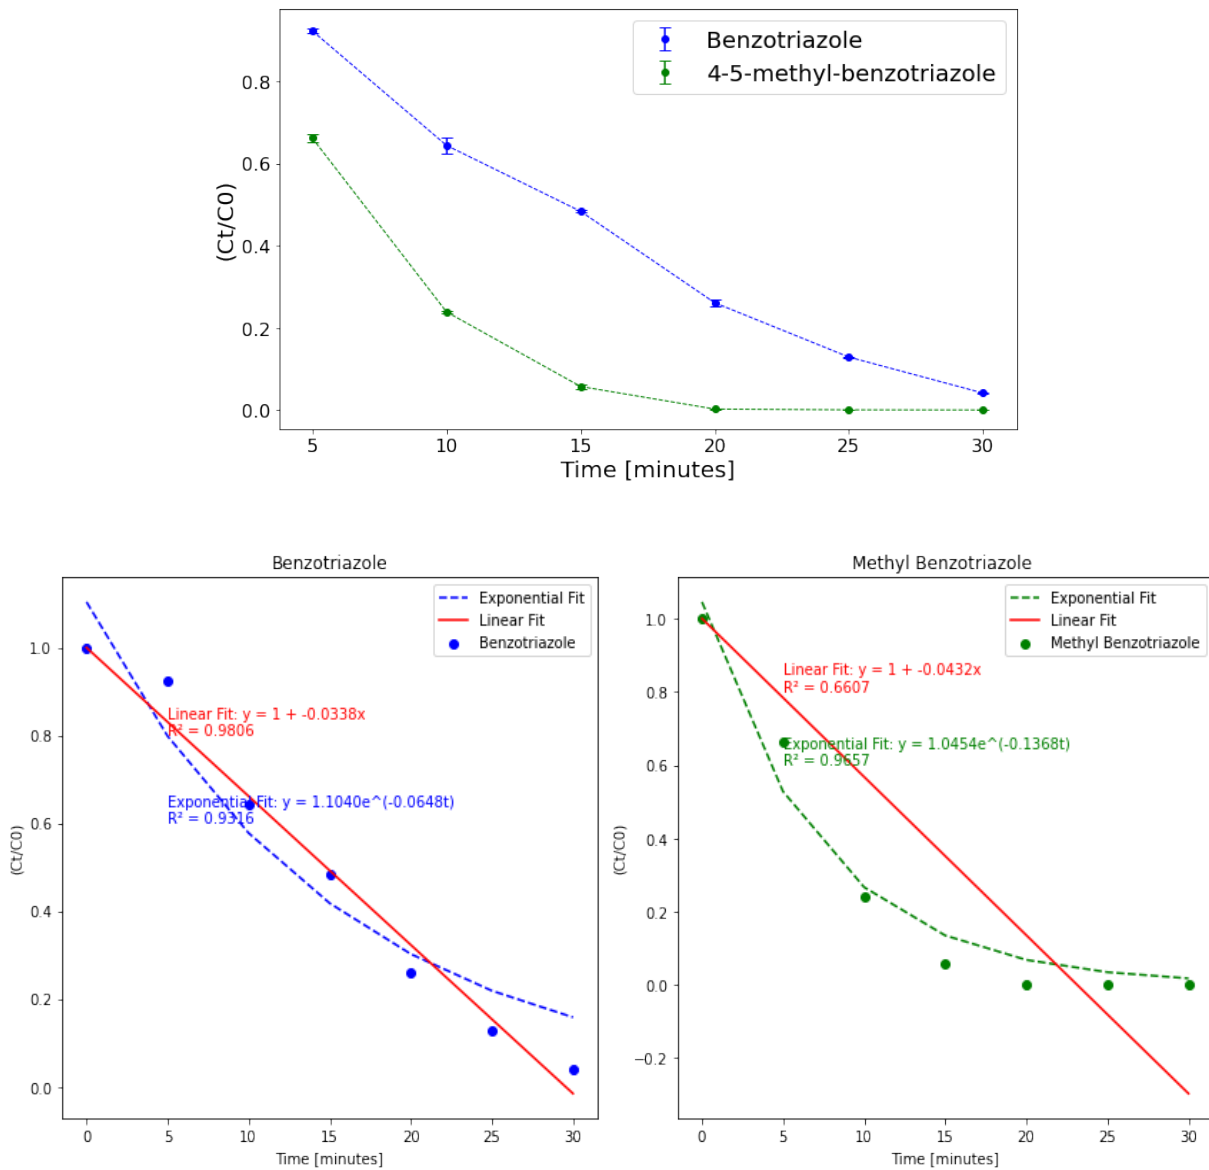 Benzotriazole
4-5-methyl-benzotriazole
(Ct/C0)
0.8
0.6
0.4
0.2
0.0
5 10 15 20 25 30
Time [minutes]
Benzotriazole
Exponential Fit
Linear Fit
Benzotriazole
Linear Fit: y = 1 + -0.0338x
R² = 0.9806
Exponential Fit: y = 1.1040e^(-0.0648t)
R² = 0.9316
(Ct/C0)
1.0
0.8
0.6
0.4
0.2
0.0
0 5 10 15 20 25 30
Time [minutes]
Methyl Benzotriazole
Exponential Fit
Linear Fit
Methyl Benzotriazole
Linear Fit: y = 1 + -0.0432x
R² = 0.6607
Exponential Fit: y = 1.0454e^(-0.1368t)
R² = 0.9657
(Ct/C0)
1.0
0.8
0.6
0.4
0.2
0.0
−0.2
0 5 10 15 20 25 30
Time [minutes]